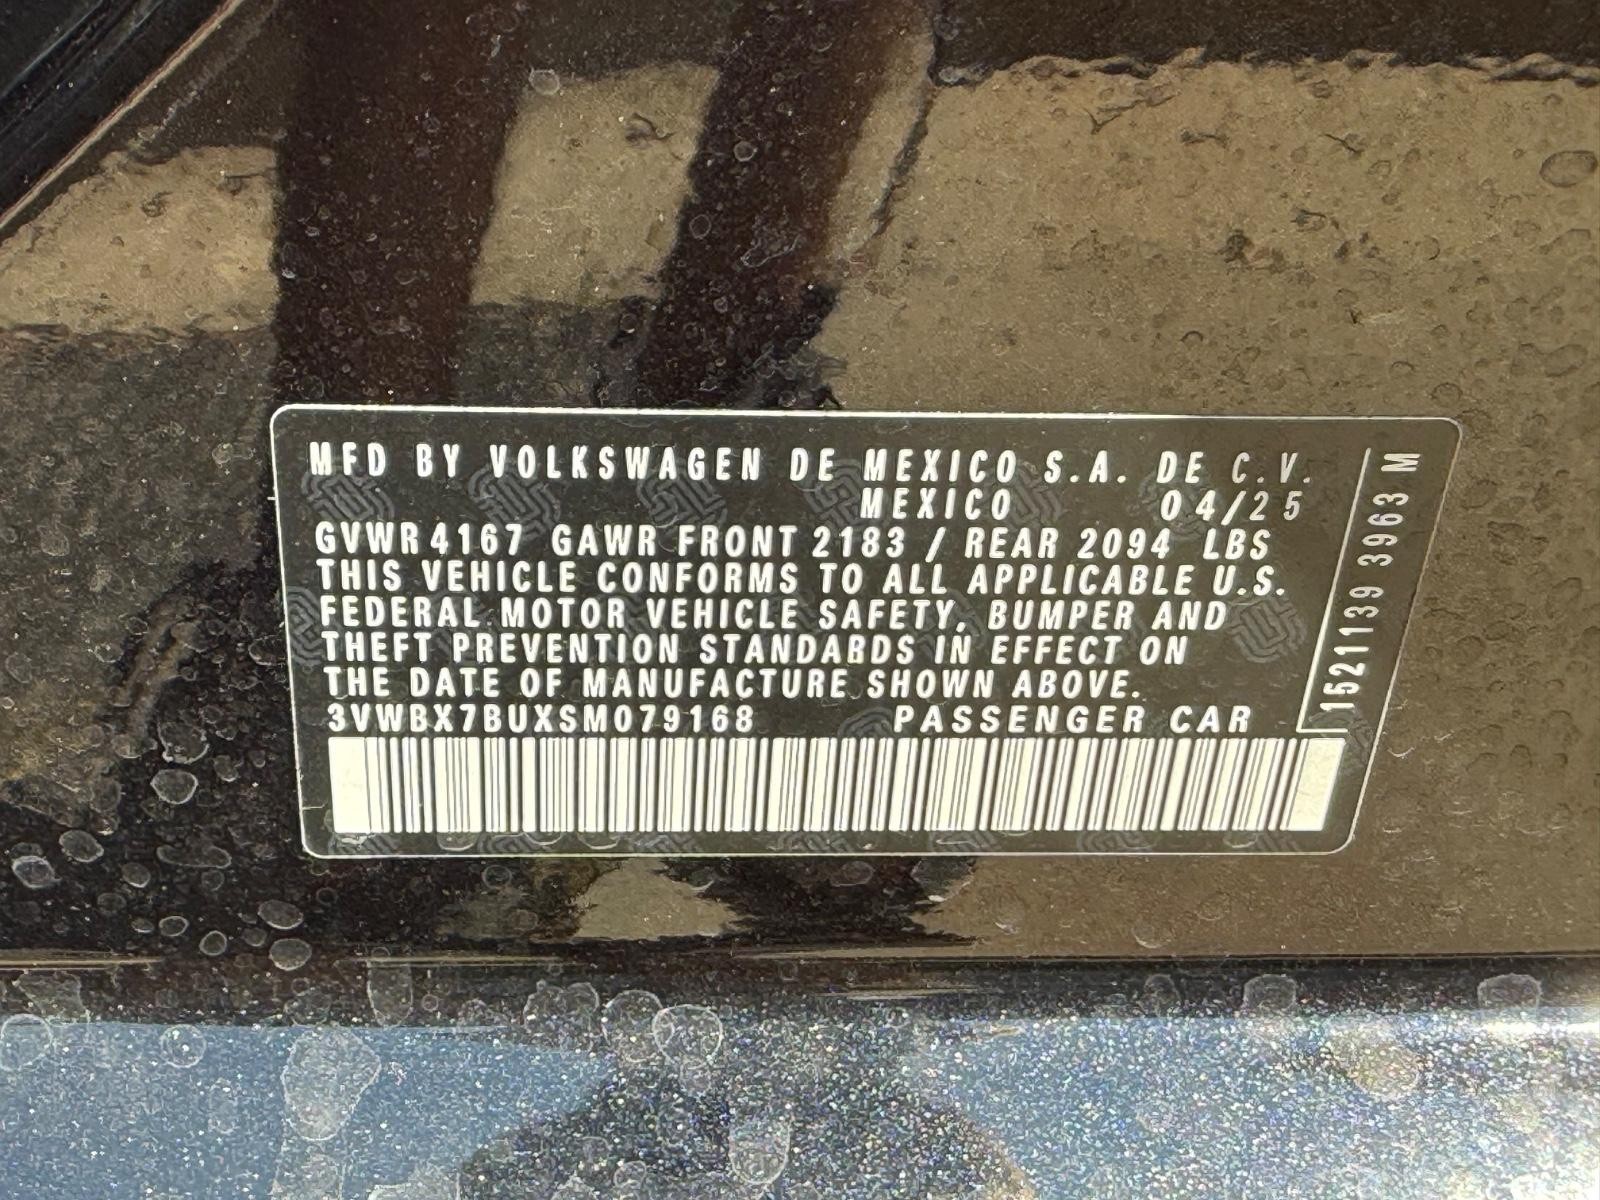 MFD BY VOLKSWAGEN DE MEXICO S.A. DE C.V.
MEXICO 04/25
GVWR 4167 GAWR FRONT 2183 / REAR 2094 LBS
THIS VEHICLE CONFORMS TO ALL APPLICABLE U.S.
FEDERAL MOTOR VEHICLE SAFETY, BUMPER AND
THEFT PREVENTION STANDARDS IN EFFECT ON
THE DATE OF MANUFACTURE SHOWN ABOVE.
3VWBX7BUXSM079168 PASSENGER CAR
1521139 3963 M